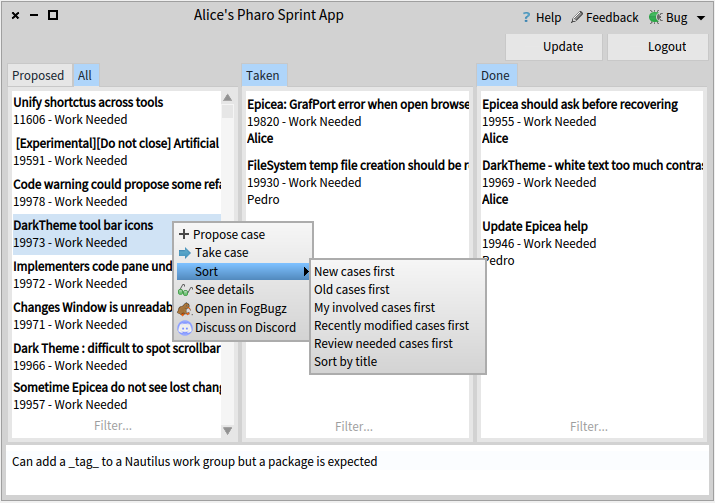 Alice's Pharo Sprint App
Help
Feedback
Bug
Update
Logout
Proposed
All
Unify shortctus across tools
11606 - Work Needed
[Experimental][Do not close] Artificial
19591 - Work Needed
Code warning could propose some refa
19978 - Work Needed
DarkTheme tool bar icons
19973 - Work Needed
Implementers code pane und
19972 - Work Needed
Changes Window is unreadab
19971 - Work Needed
Dark Theme : difficult to spot scrollbar
19966 - Work Needed
Sometime Epicea do not see lost chang
19957 - Work Needed
Filter...
Propose case
Take case
Sort
See details
Open in FogBugz
Discuss on Discord
New cases first
Old cases first
My involved cases first
Recently modified cases first
Review needed cases first
Sort by title
Taken
Epicea: GrafPort error when open browse
19820 - Work Needed
Alice
FileSystem temp file creation should be r
19930 - Work Needed
Pedro
Filter...
Done
Epicea should ask before recovering
19955 - Work Needed
Alice
DarkTheme - white text too much contras
19969 - Work Needed
Alice
Update Epicea help
19946 - Work Needed
Pedro
Filter...
Can add a _tag_ to a Nautilus work group but a package is expected